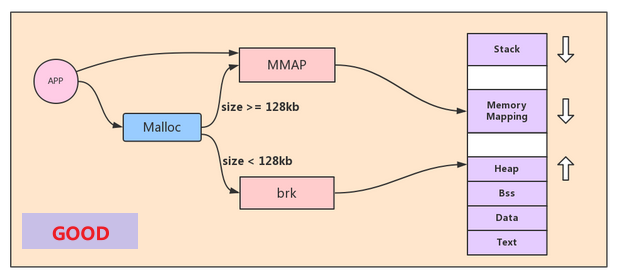 APP
Malloc
MMAP
size >= 128kb
size < 128kb
brk
Stack
Memory
Mapping
Heap
Bss
Data
Text
GOOD